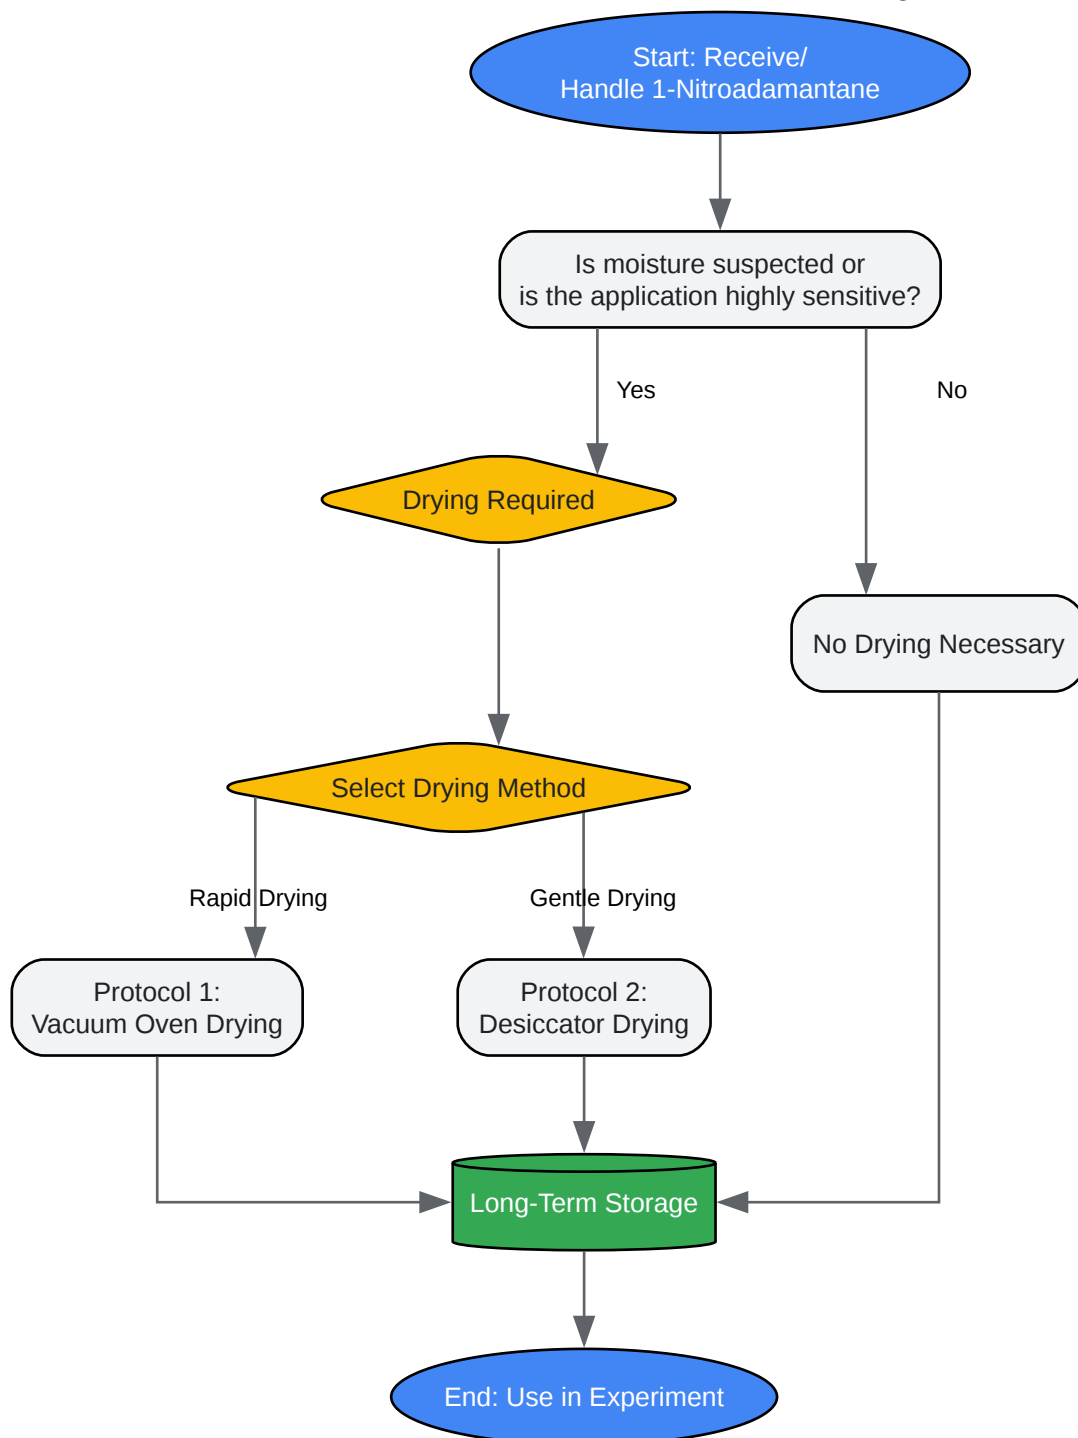 Start: Receive/
Handle 1-Nitroadamantane
Is moisture suspected or
is the application highly sensitive?
Yes
No
Drying Required
No Drying Necessary
Select Drying Method
Rapid Drying
Gentle Drying
Protocol 1:
Vacuum Oven Drying
Protocol 2:
Desiccator Drying
Long-Term Storage
End: Use in Experiment